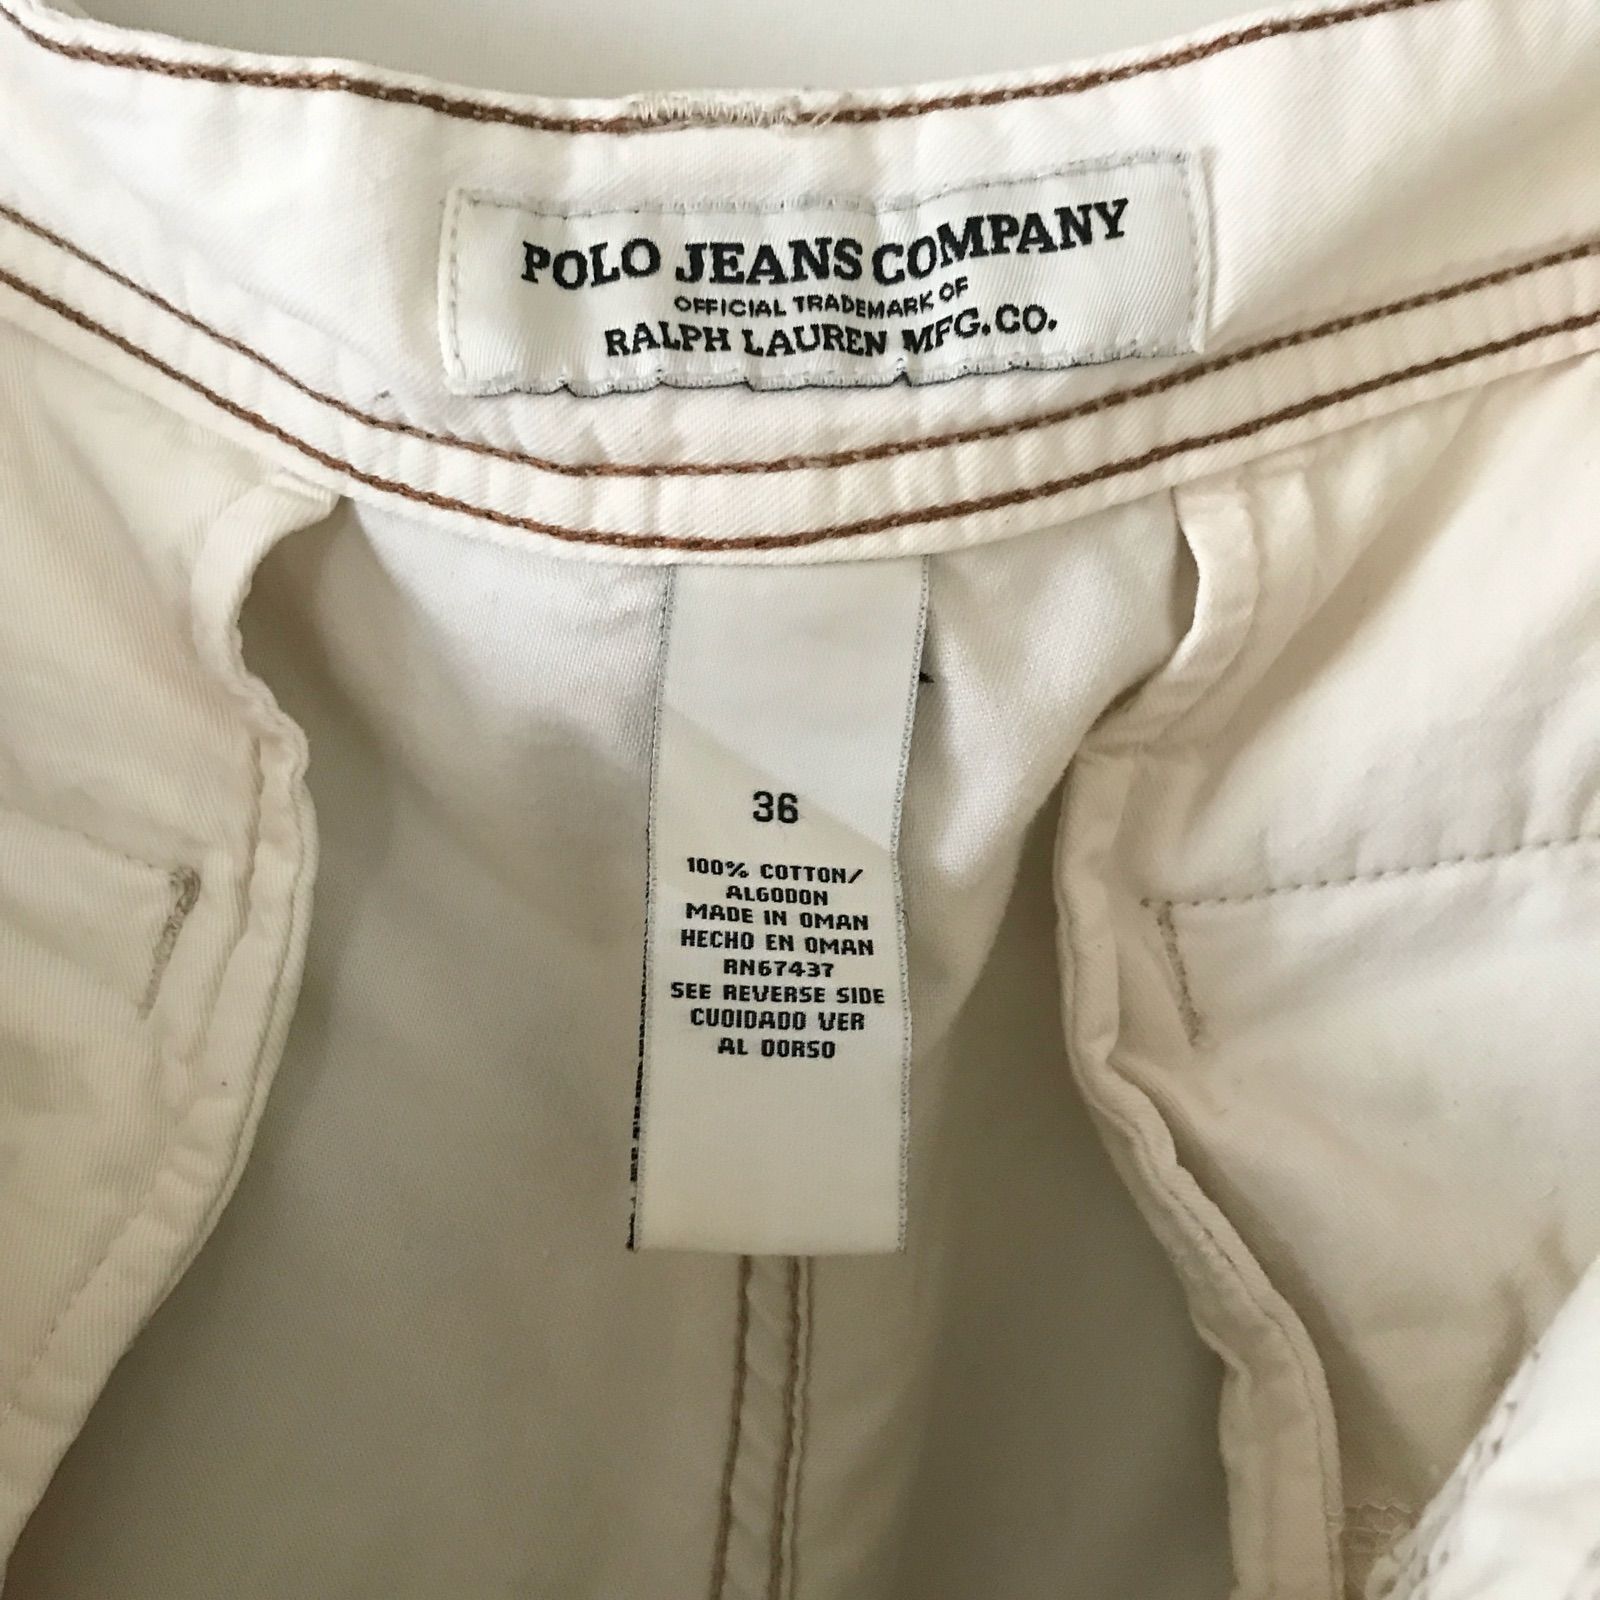 POLO JEANS COMPANY
OFFICIAL TRADEMARK OF
RALPH LAUREN MFG.CO.
36
100% COTTON/
ALGODON
MADE IN OMAN
HECHO EN OMAN
RN67437
SEE REVERSE SIDE
CUOIDADO VER
AL DORSO